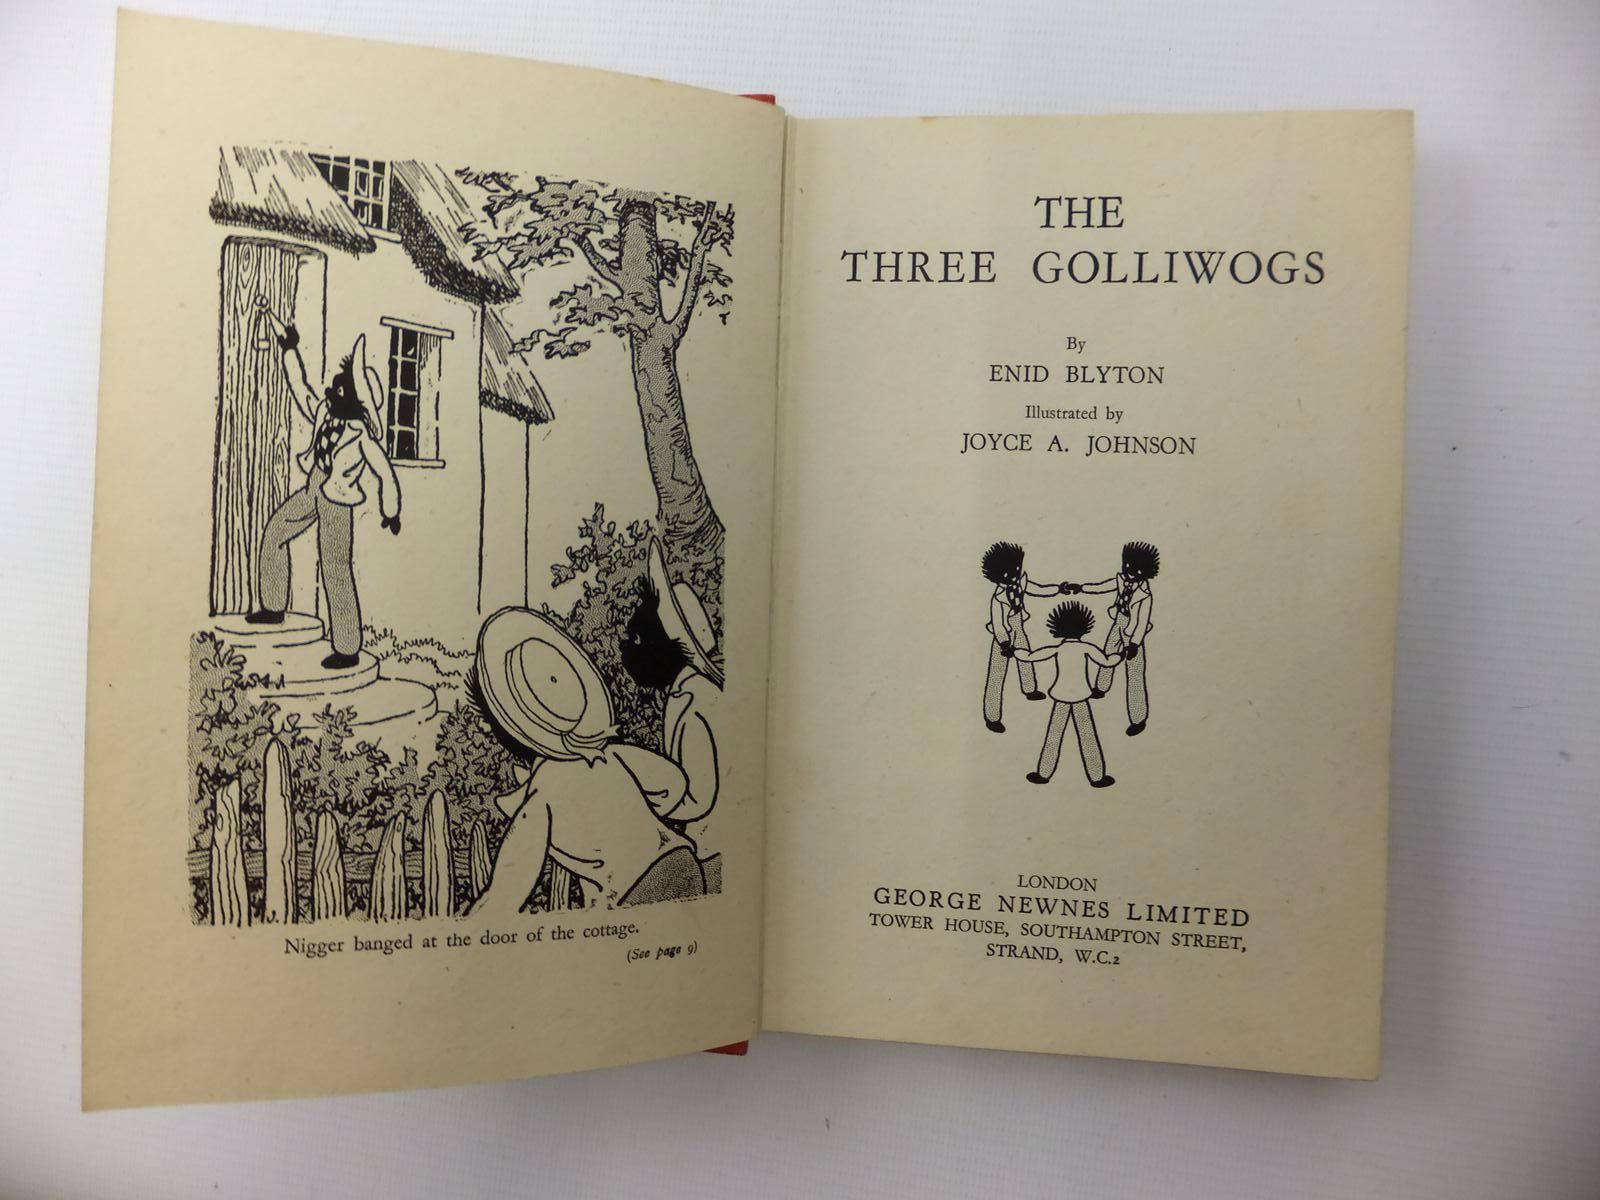 Nigger banged at the door of the cottage.
(See page 9)
THE
THREE GOLLIWOGS
By
ENID BLYTON
Illustrated by
JOYCE A. JOHNSON
LONDON
GEORGE NEWNES LIMITED
TOWER HOUSE, SOUTHAMPTON STREET,
STRAND, W.C.2